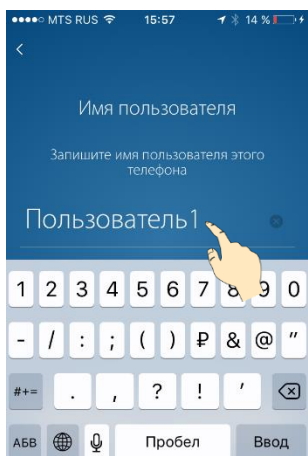 MTS RUS 15:57 14 %
Имя пользователя
Запишите имя пользователя этого
телефона
Пользователь1
1 2 3 4 5 6 7 8 9 0
- / : ; ( ) ₽ & @ "
#+= . , ? ! '
АБВ Пробел Ввод